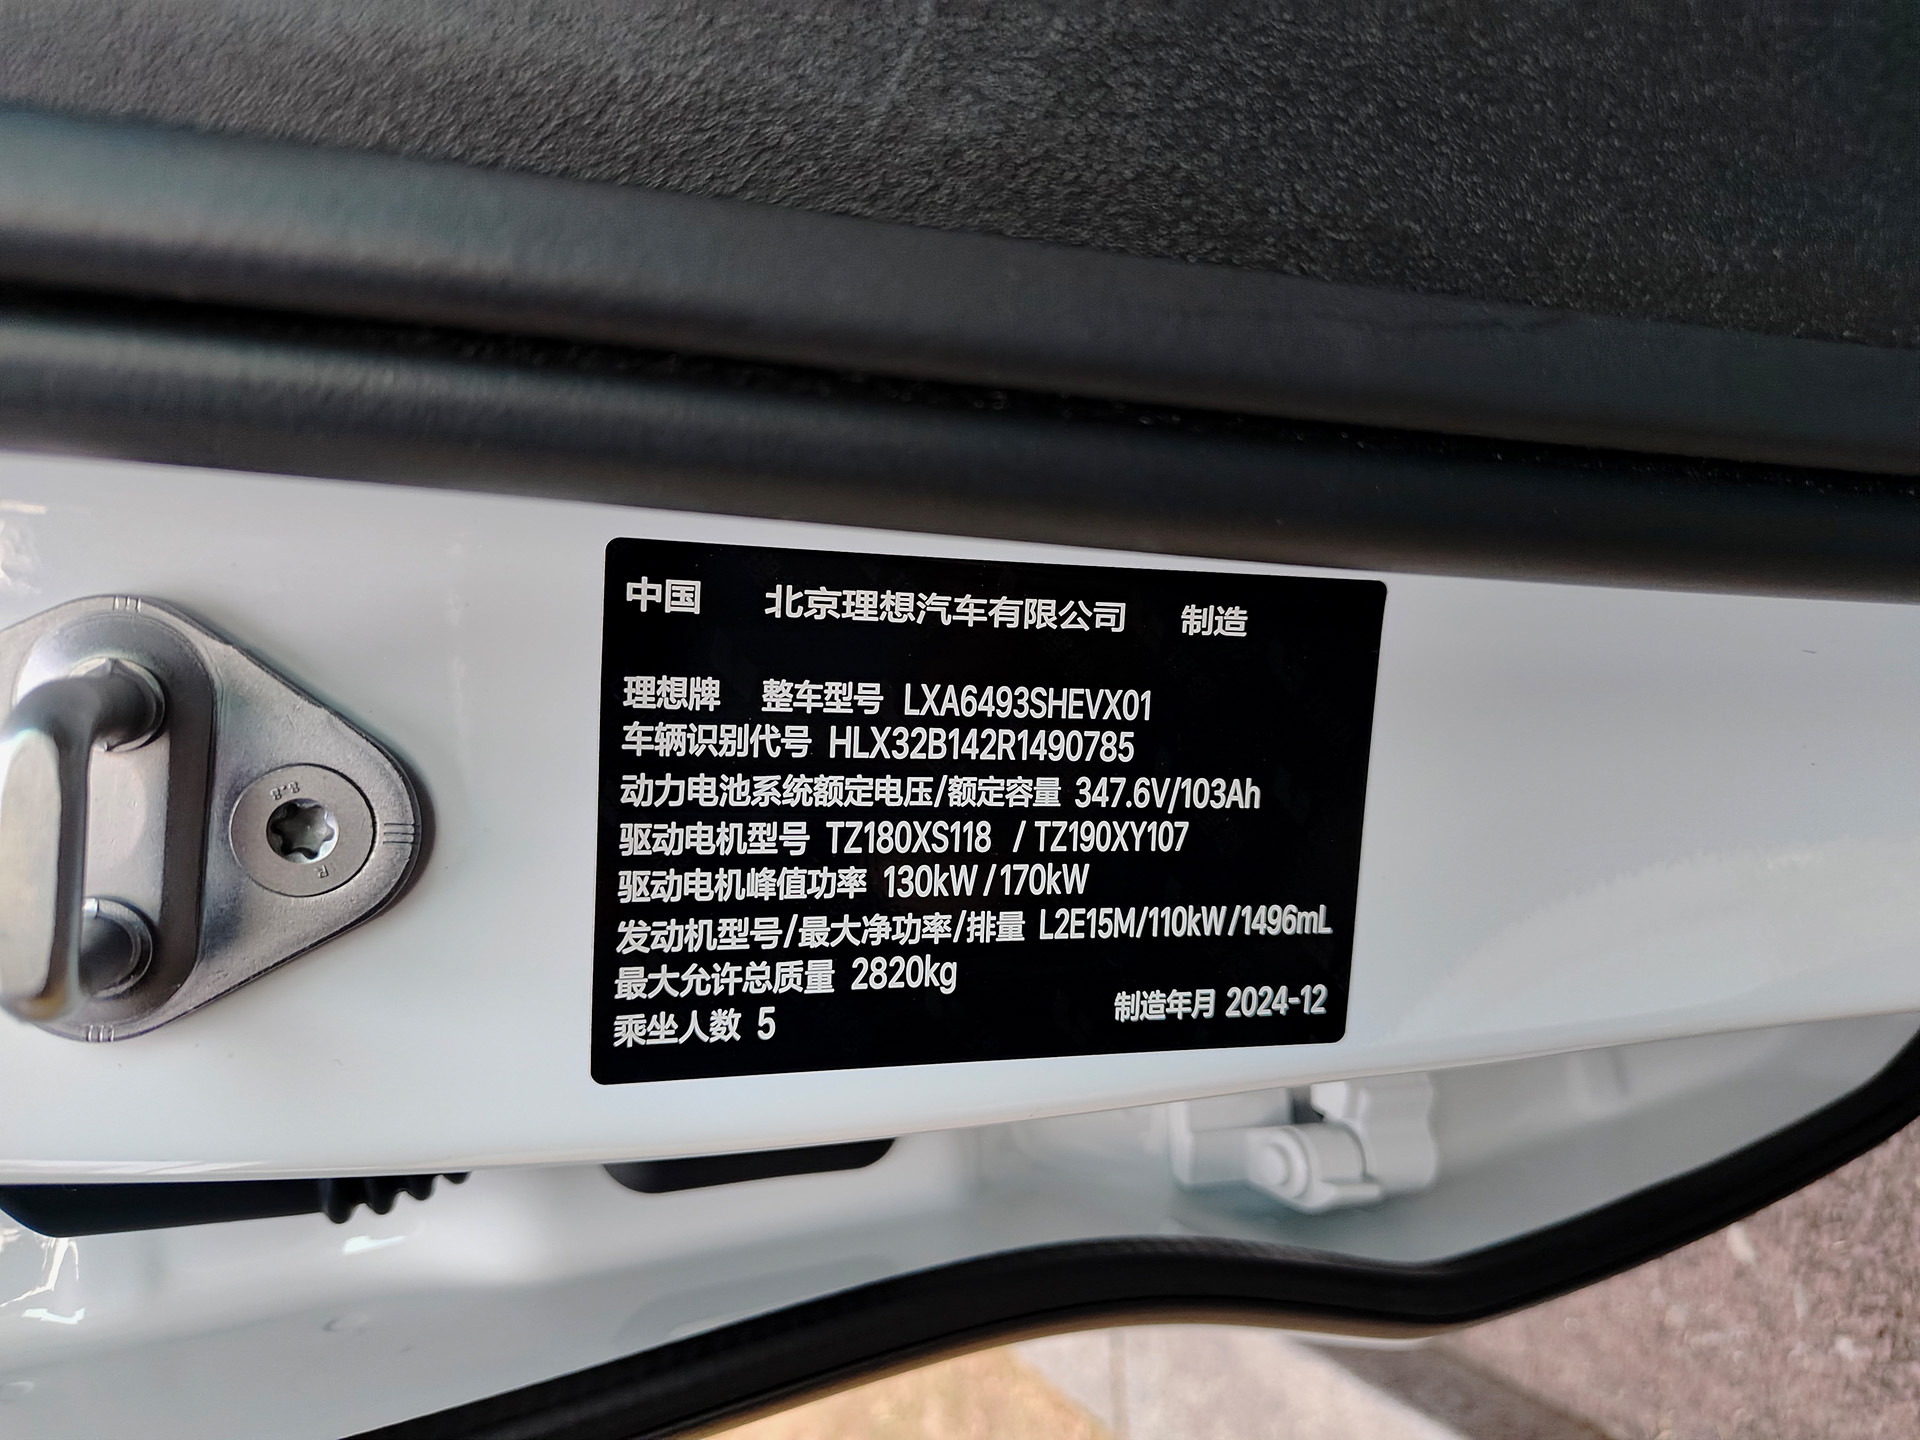 中国 北京理想汽车有限公司 制造
理想牌 整车型号 LXA6493SHEVX01
车辆识别代号 HLX32B142R1490785
动力电池系统额定电压/额定容量 347.6V/103Ah
驱动电机型号 TZ180XS118 / TZ190XY107
驱动电机峰值功率 130kW / 170kW
发动机型号/最大净功率/排量 L2E15M/110kW/1496mL
最大允许总质量 2820kg
乘坐人数 5 制造年月 2024-12